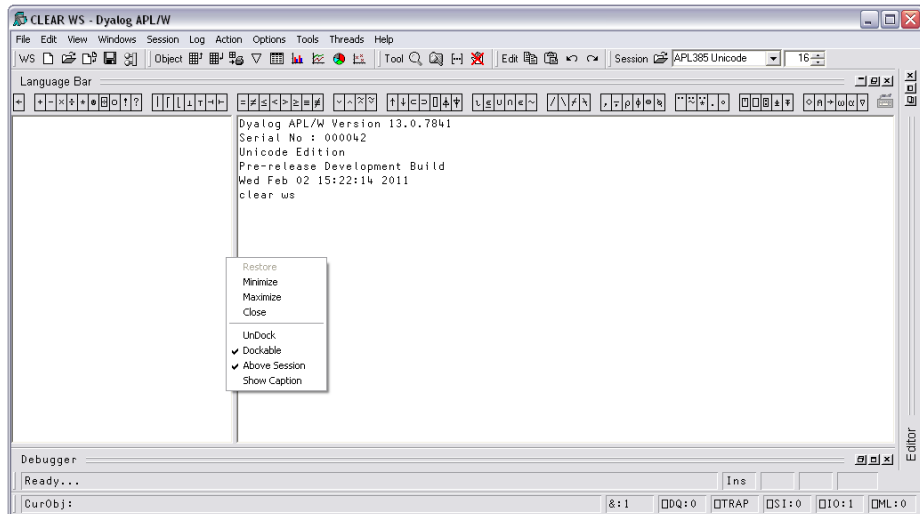 CLEAR WS - Dyalog APL/W
File Edit View Windows Session Log Action Options Tools Threads Help
WS Object Tool Edit Session APL385 Unicode 16
Language Bar
← + - × ÷ * ⍟ ⌹ ○ ! ? | ⌈ ⌊ ⊥ ⊤ ⊣ ⊢ = ≠ ≤ < > ≥ ≡ ≢ ∨ ∧ ⍲ ⍱ ↑ ↓ ⊂ ⊃ ⌷ ⍋ ⍒ ⍳ ⍷ ∪ ∩ ∊ ~ / \ ⌿ ⍀ , ⍪ ⍴ ⌽ ⊖ ⍉ ¨ ⍨ ⍣ . ∘ ⍞ ⎕ ⍠ ⍎ ⍕ ⋄ ⍝ → ⍵ ⍺ ∇
Dyalog APL/W Version 13.0.7841
Serial No : 000042
Unicode Edition
Pre-release Development Build
Wed Feb 02 15:22:14 2011
clear ws
Restore
Minimize
Maximize
Close
UnDock
Dockable
Above Session
Show Caption
Editor
Debugger
Ready...
Ins
CurObj:
&:1
⎕DQ:0
⎕TRAP
⎕SI:0
⎕IO:1
⎕ML:0